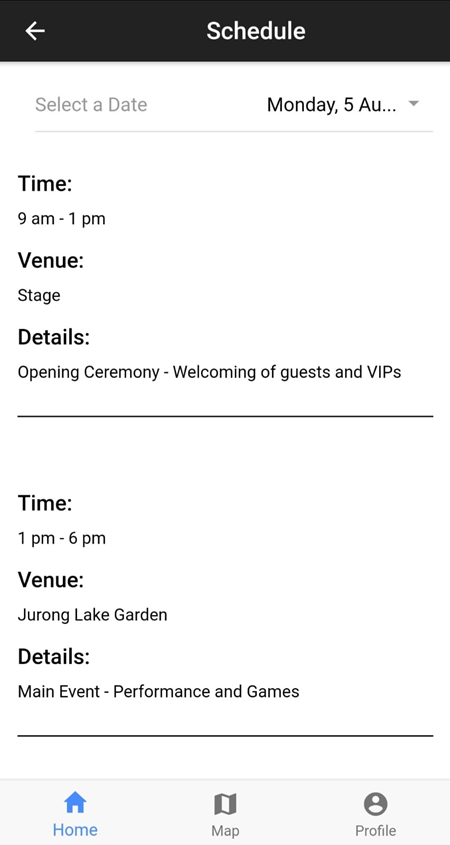 Schedule
Select a Date Monday, 5 Au...
Time:
9 am - 1 pm
Venue:
Stage
Details:
Opening Ceremony - Welcoming of guests and VIPs
Time:
1 pm - 6 pm
Venue:
Jurong Lake Garden
Details:
Main Event - Performance and Games
Home Map Profile